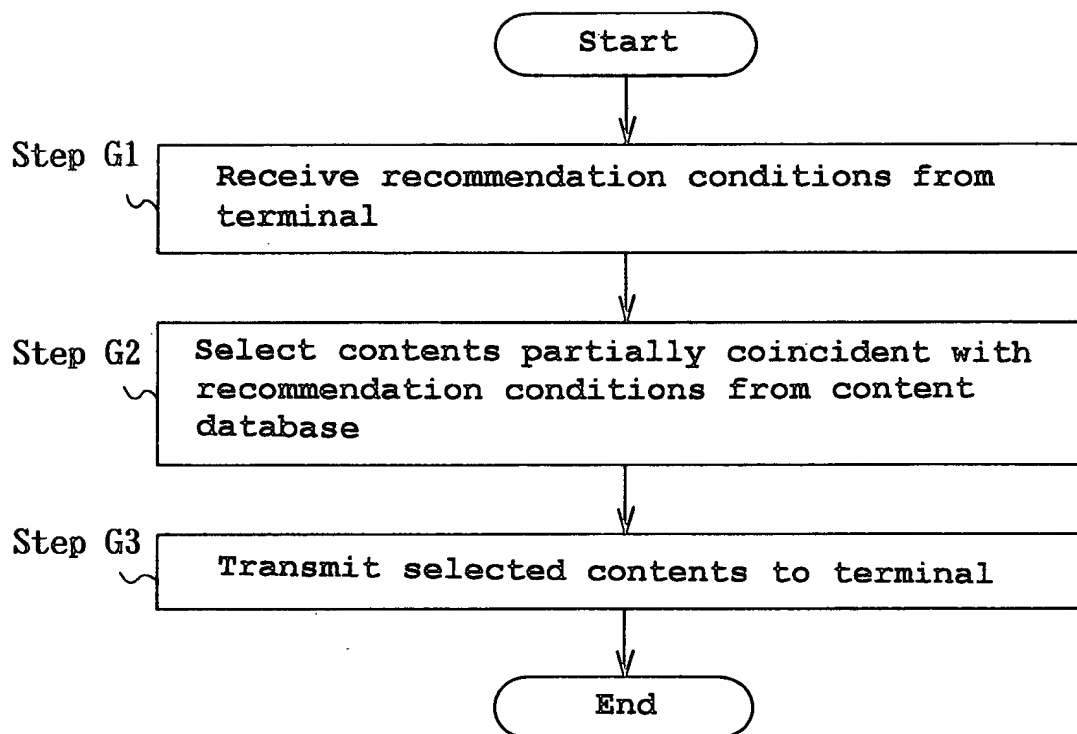 Start
Step G1
Receive recommendation conditions from
terminal
Step G2
Select contents partially coincident with
recommendation conditions from content
database
Step G3
Transmit selected contents to terminal
End